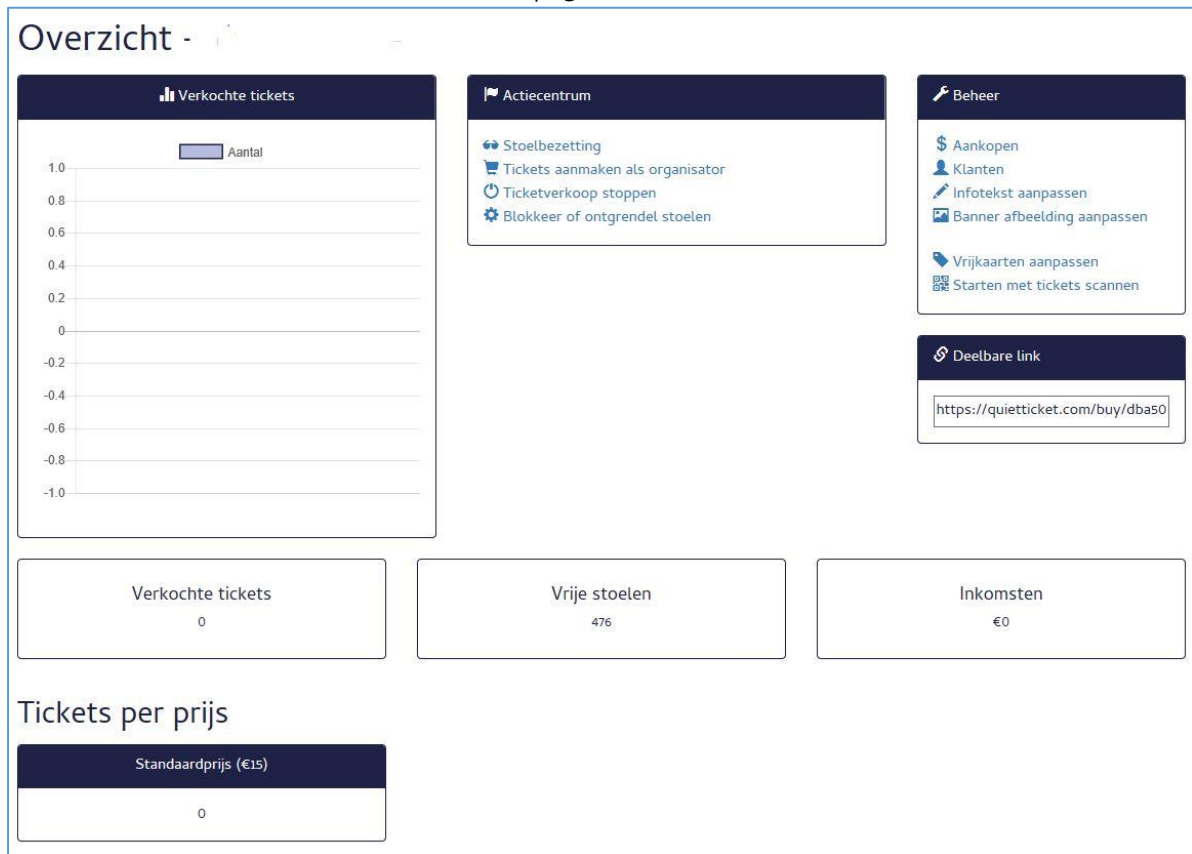 Overzicht -
Verkochte tickets
Aantal
1.0
0.8
0.6
0.4
0.2
0
-0.2
-0.4
-0.6
-0.8
-1.0
Actiecentrum
Stoelbezetting
Tickets aanmaken als organisator
Ticketverkoop stoppen
Blokkeer of ontgrendel stoelen
Beheer
Aankopen
Klanten
Infotekst aanpassen
Banner afbeelding aanpassen
Vrijkaarten aanpassen
Starten met tickets scannen
Deelbare link
https://quietticket.com/buy/dba50
Verkochte tickets
0
Vrije stoelen
476
Inkomsten
€0
Tickets per prijs
Standaardprijs (€15)
0